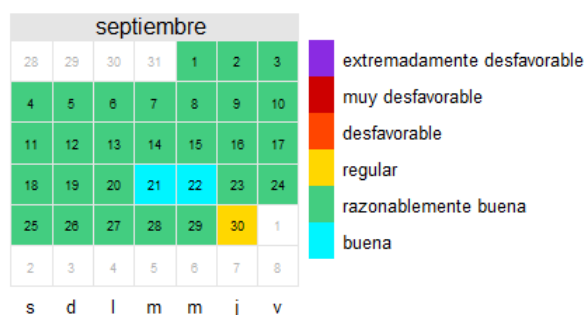 septiembre
28 29 30 31 1 2 3
4 5 6 7 8 9 10
11 12 13 14 15 16 17
18 19 20 21 22 23 24
25 26 27 28 29 30 1
2 3 4 5 6 7 8
s d l m m j v
extremadamente desfavorable
muy desfavorable
desfavorable
regular
razonablemente buena
buena